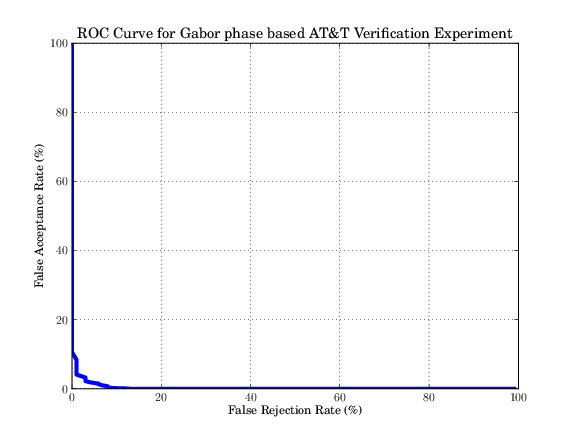 ROC Curve for Gabor phase based AT&T Verification Experiment
100
80
60
40
20
0
False Acceptance Rate (%)
0 20 40 60 80 100
False Rejection Rate (%)